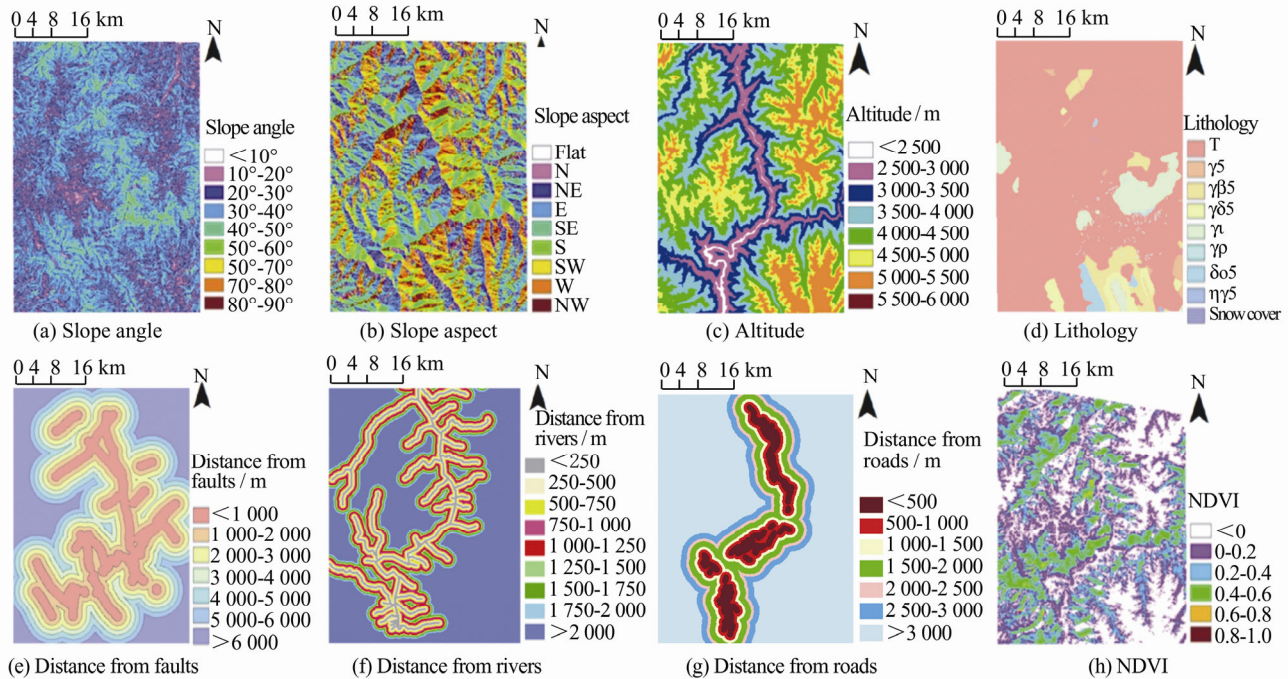 0 4 8 16 km
N
Slope angle
＜10°
10°-20°
20°-30°
30°-40°
40°-50°
50°-60°
50°-70°
70°-80°
80°-90°
(a) Slope angle
0 4 8 16 km
N
Slope aspect
Flat
N
NE
E
SE
S
SW
W
NW
(b) Slope aspect
0 4 8 16 km
N
Altitude / m
＜2 500
2 500-3 000
3 000-3 500
3 500- 4 000
4 000-4 500
4 500-5 000
5 000-5 500
5 500-6 000
(c) Altitude
0 4 8 16 km
N
Lithology
T
γ5
γβ5
γδ5
γι
γρ
δο5
ηγ5
Snow cover
(d) Lithology
0 4 8 16 km
N
Distance from
faults / m
＜1 000
1 000-2 000
2 000-3 000
3 000-4 000
4 000-5 000
5 000-6 000
＞6 000
(e) Distance from faults
0 4 8 16 km
N
Distance from
rivers / m
＜250
250-500
500-750
750-1 000
1 000-1 250
1 250-1 500
1 500-1 750
1 750-2 000
＞2 000
(f) Distance from rivers
0 4 8 16 km
N
Distance from
roads / m
＜500
500-1 000
1 000-1 500
1 500-2 000
2 000-2 500
2 500-3 000
＞3 000
(g) Distance from roads
0 4 8 16 km
N
NDVI
＜0
0-0.2
0.2-0.4
0.4-0.6
0.6-0.8
0.8-1.0
(h) NDVI